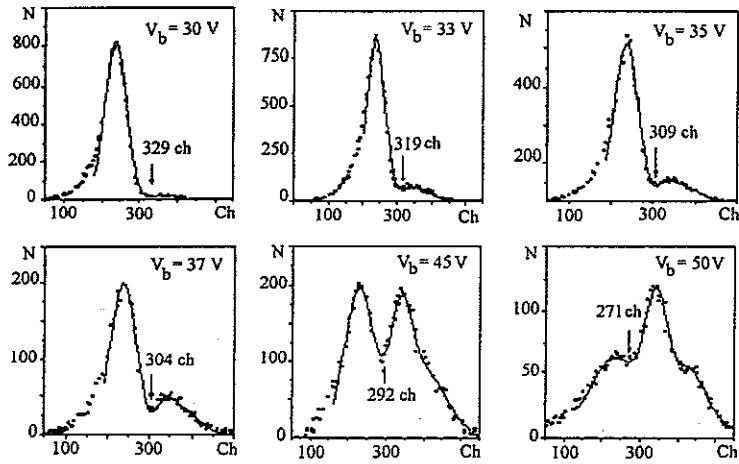 N
V_b = 30 V
800
600
400
200
0
329 ch
100
300
Ch
N
V_b = 33 V
750
500
250
0
319 ch
100
300
Ch
N
V_b = 35 V
400
200
309 ch
100
300
Ch
N
V_b = 37 V
200
100
0
304 ch
100
300
Ch
N
V_b = 45 V
200
150
100
50
0
292 ch
100
300
Ch
N
V_b = 50 V
100
50
0
271 ch
100
300
Ch